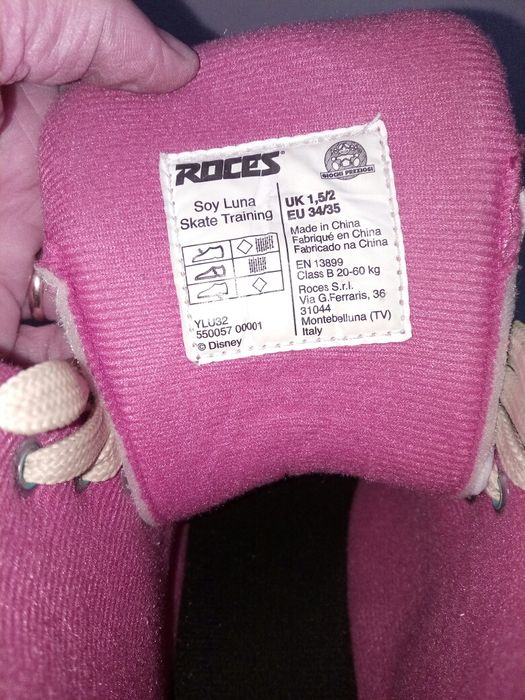 ROCES
GIOCHI PREZIOSI
Soy Luna
Skate Training
YLU32
550057 00001
© Disney
UK 1,5/2
EU 34/35
Made in China
Fabriqué en China
Fabricado na China
EN 13899
Class B 20-60 kg
Roces S.r.l.
Via G.Ferraris, 36
31044
Montebelluna (TV)
Italy